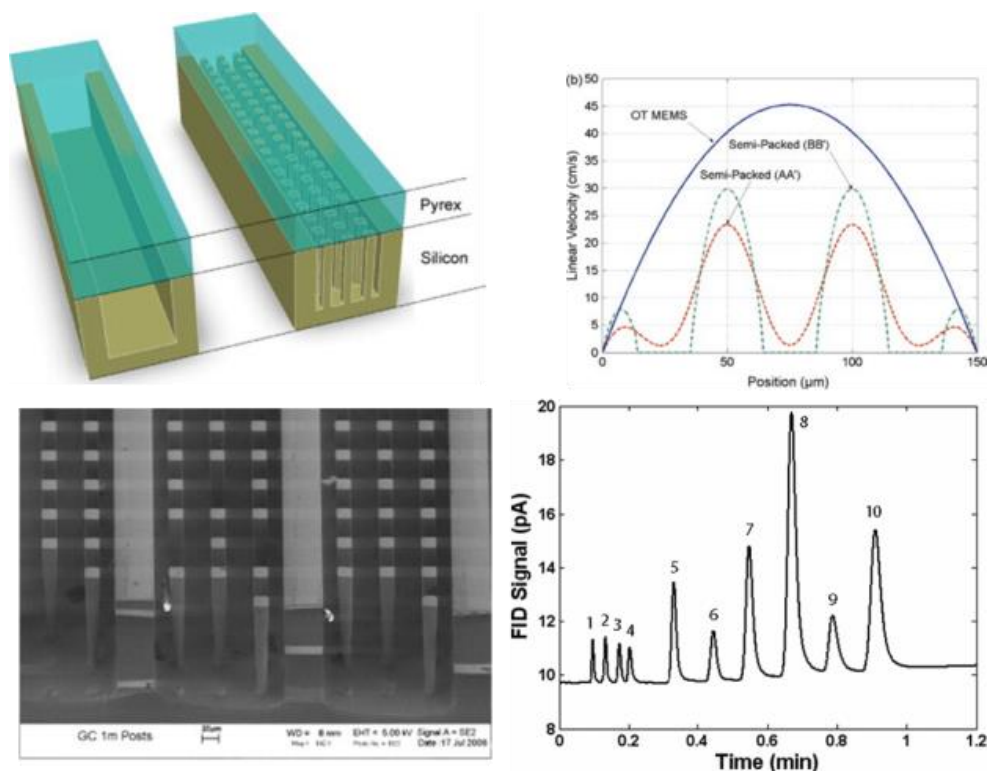 Pyrex
Silicon
(b)
50
45
40
35
30
25
20
15
10
5
0
Linear Velocity (cm/s)
OT MEMS
Semi-Packed (BB')
Semi-Packed (AA')
0 50 100 150
Position (µm)
GC 1m Posts
WD = 8 mm EHT = 5.00 kV Signal A = SE2
Date :17 Jul 2008
20
18
16
14
12
10
8
FID Signal (pA)
1 2 3 4 5 6 7 8 9 10
0 0.2 0.4 0.6 0.8 1 1.2
Time (min)